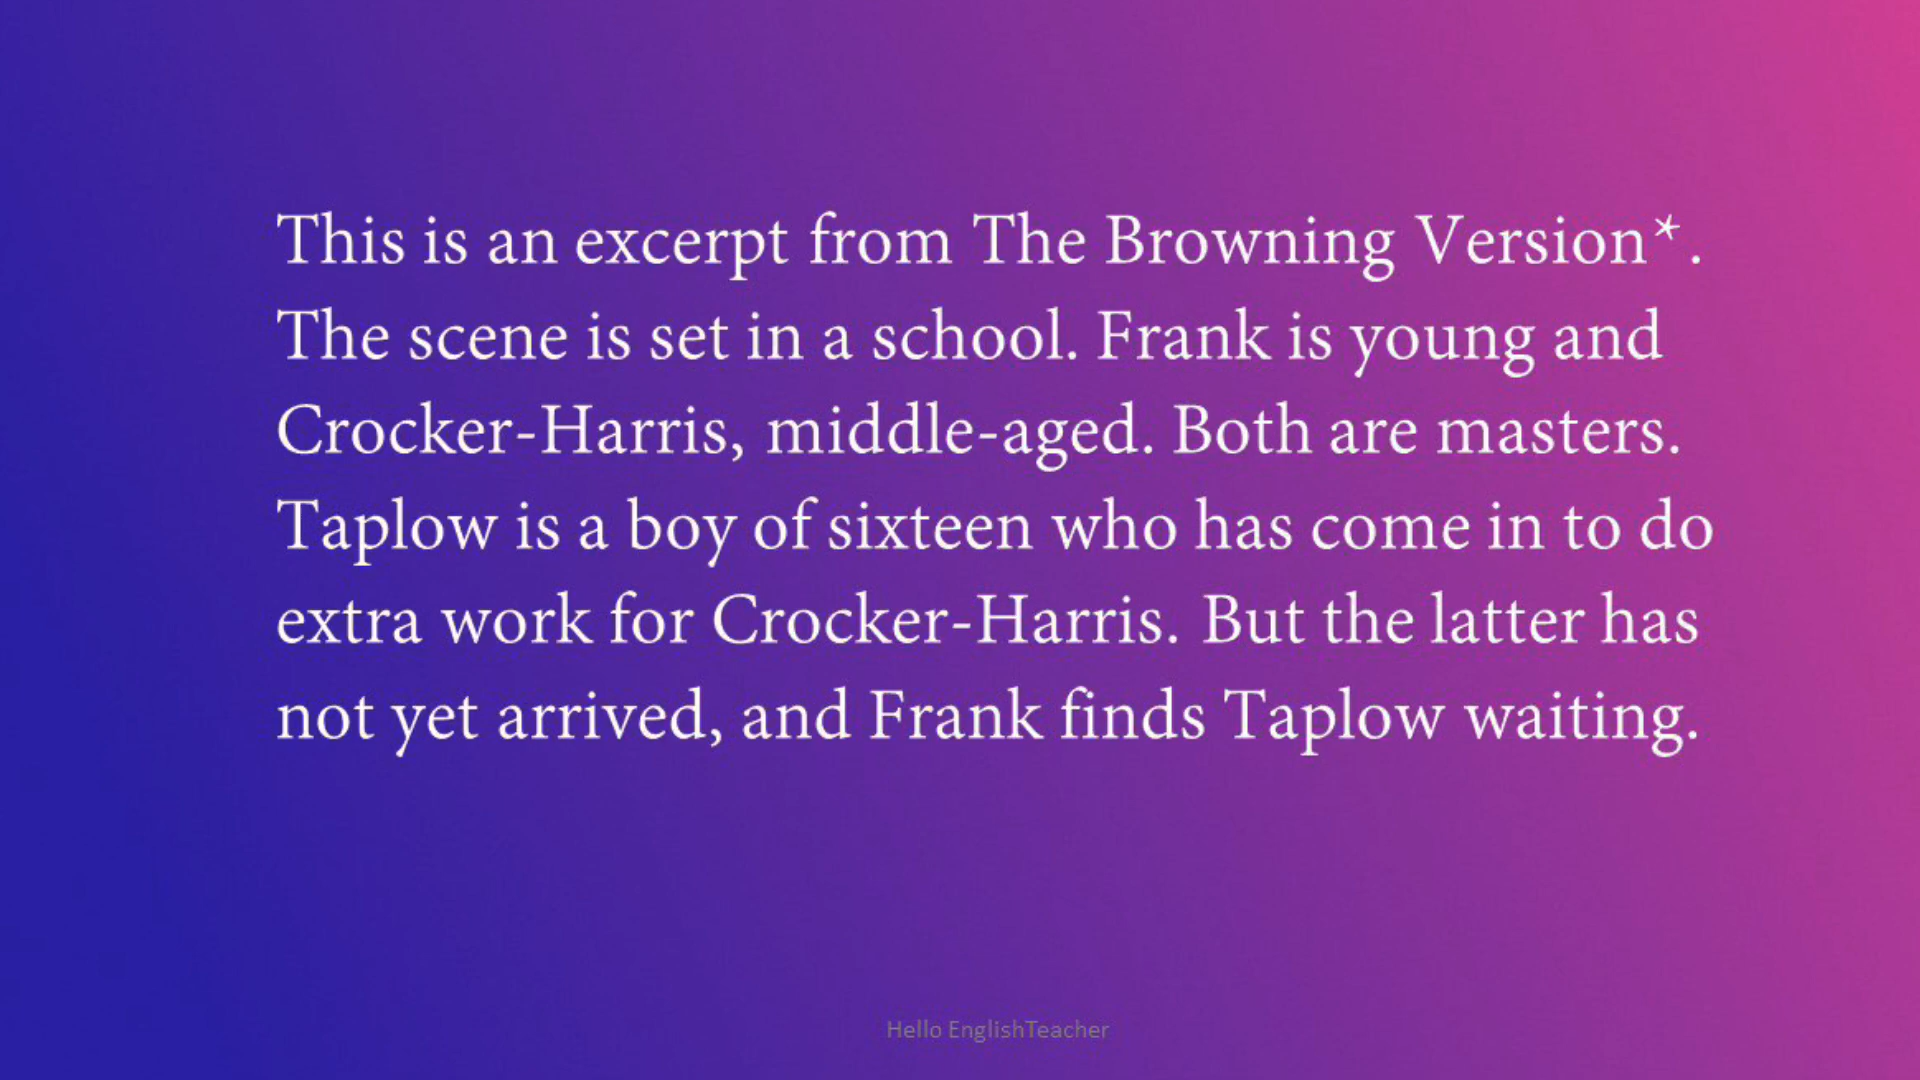 This is an excerpt from The Browning Version*.
The scene is set in a school. Frank is young and
Crocker-Harris, middle-aged. Both are masters.
Taplow is a boy of sixteen who has come in to do
extra work for Crocker-Harris. But the latter has
not yet arrived, and Frank finds Taplow waiting.
Hello EnglishTeacher